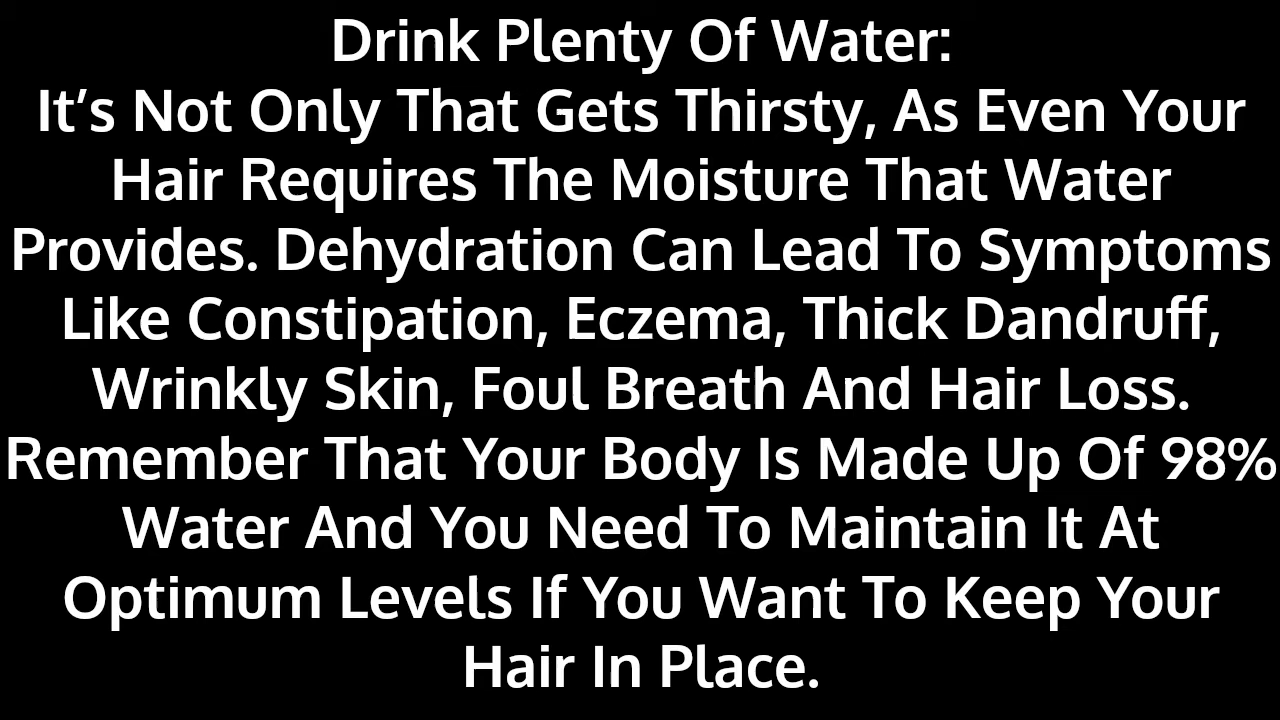 Drink Plenty Of Water:
It’s Not Only That Gets Thirsty, As Even Your
Hair Requires The Moisture That Water
Provides. Dehydration Can Lead To Symptoms
Like Constipation, Eczema, Thick Dandruff,
Wrinkly Skin, Foul Breath And Hair Loss.
Remember That Your Body Is Made Up Of 98%
Water And You Need To Maintain It At
Optimum Levels If You Want To Keep Your
Hair In Place.